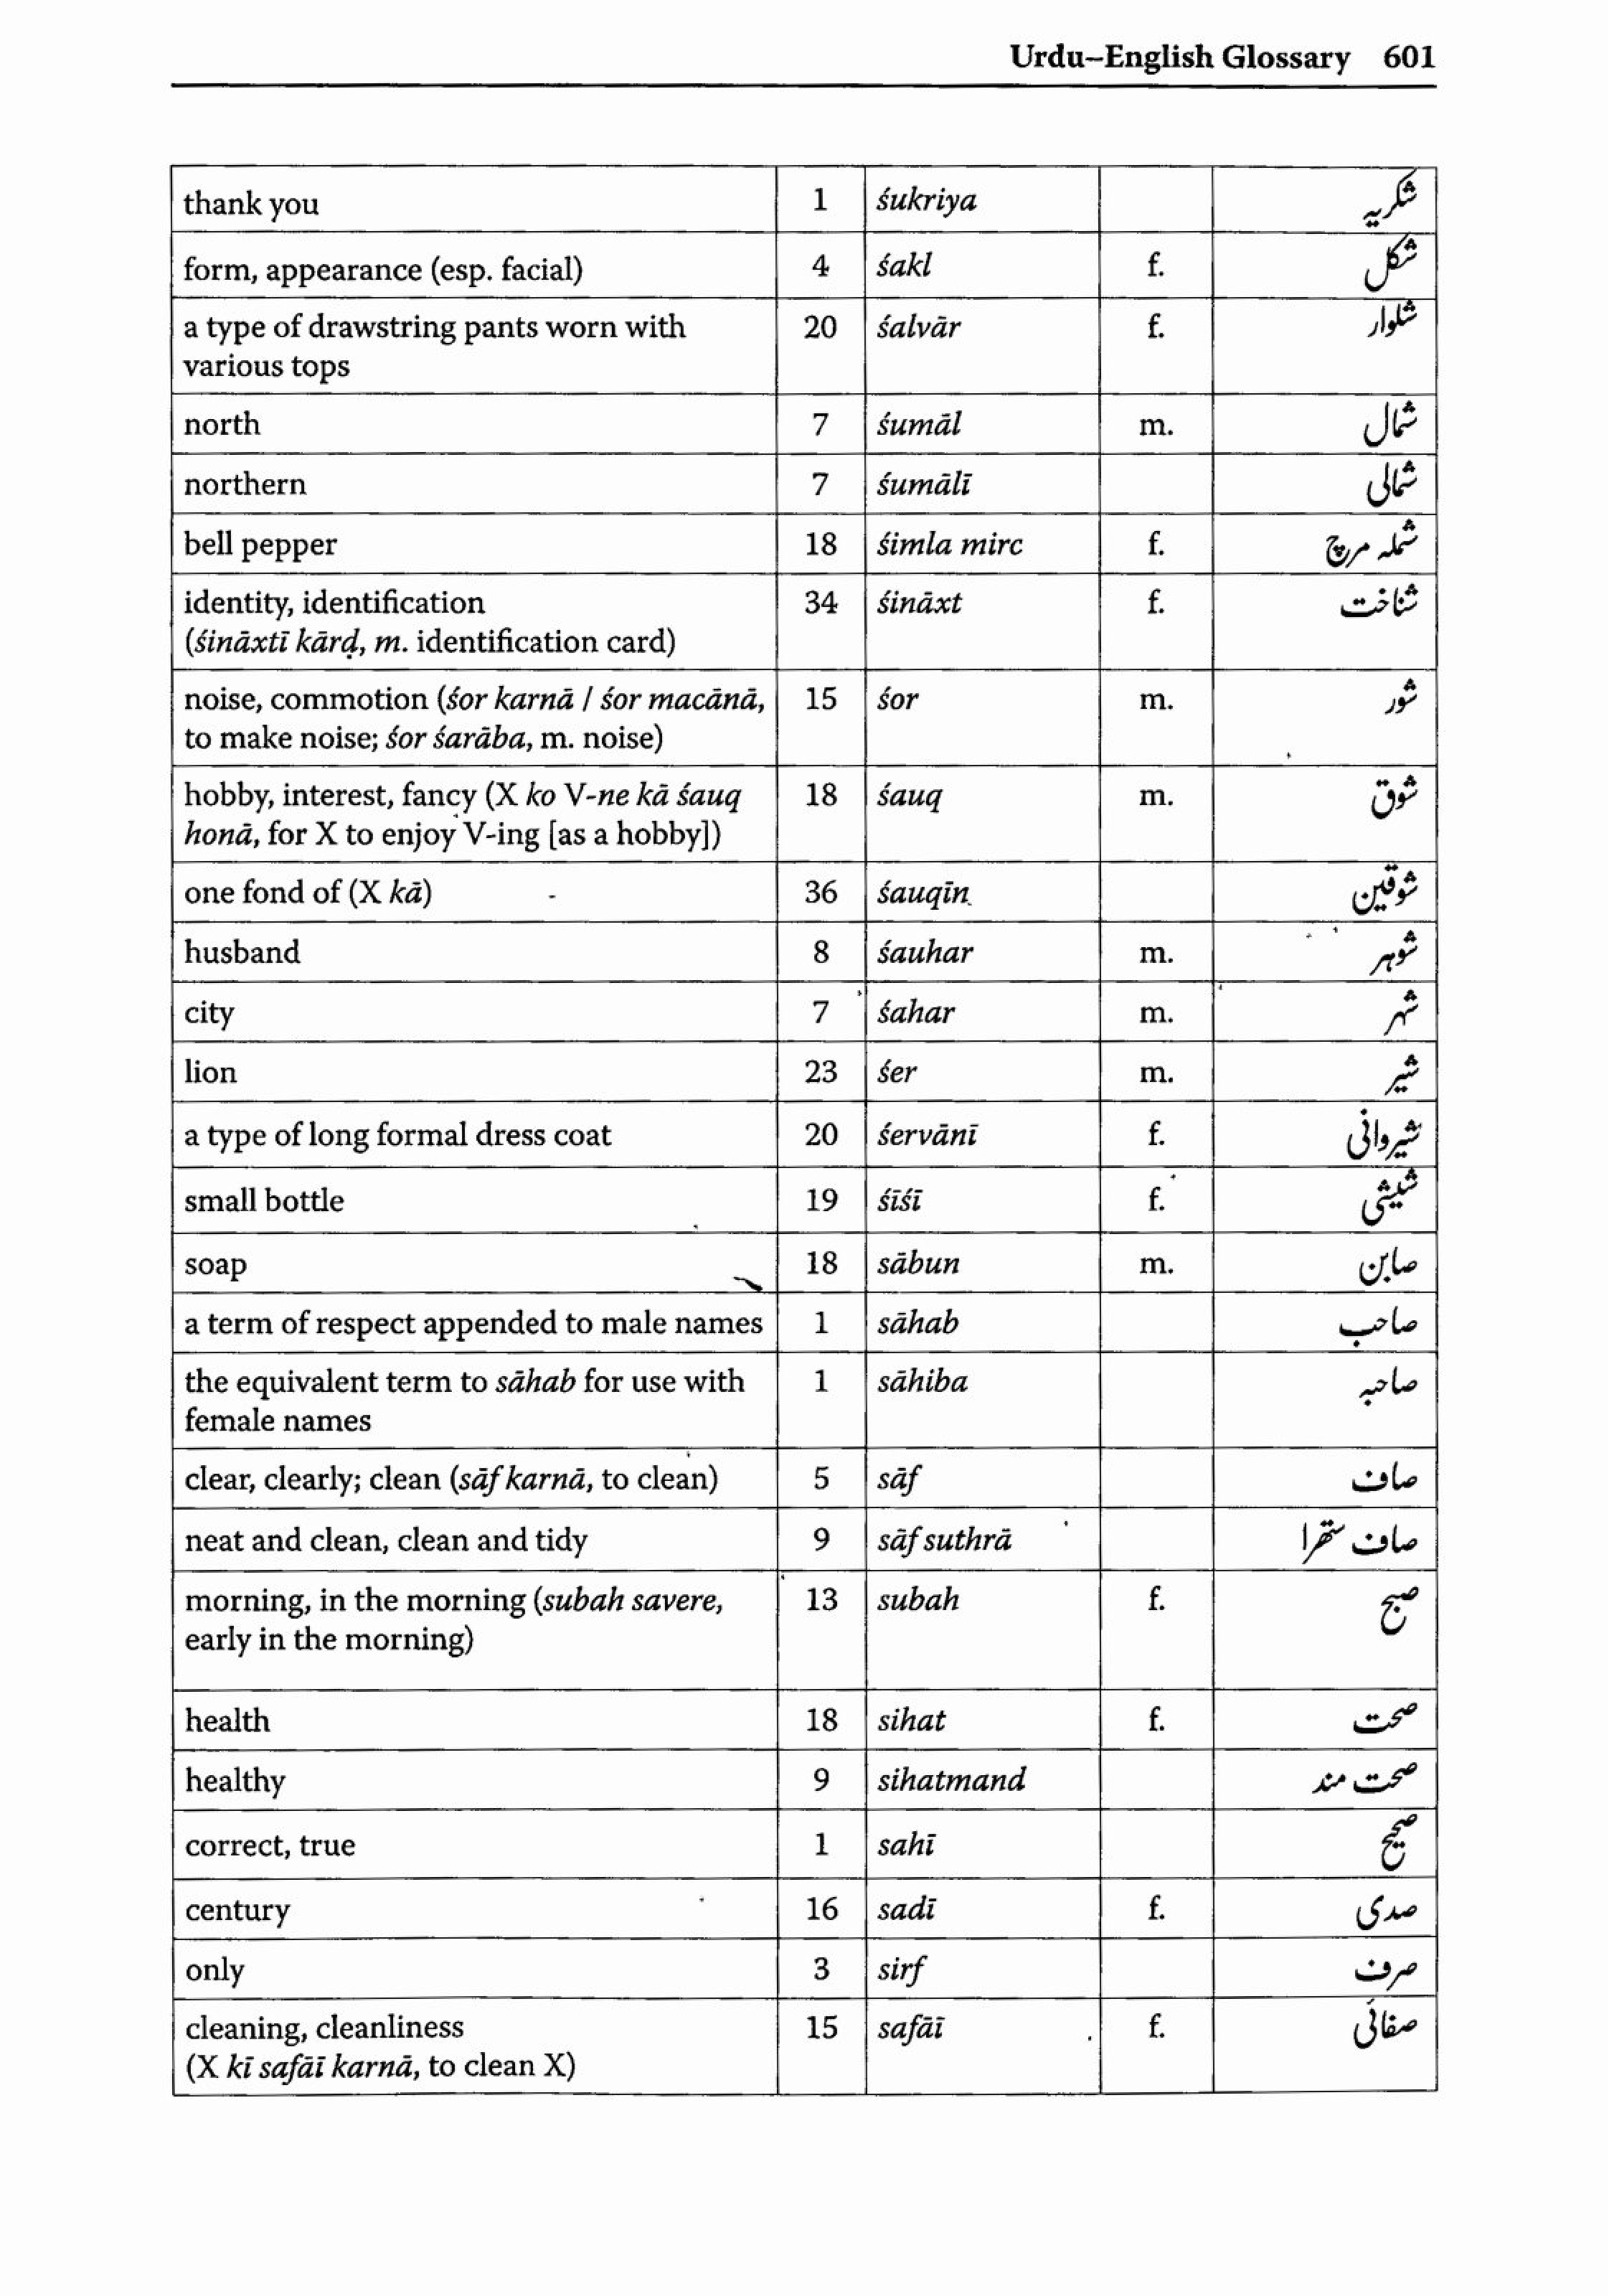 Urdu–English Glossary 601
thank you 1 śukriya شکریہ
form, appearance (esp. facial) 4 śakl f. شکل
a type of drawstring pants worn with 20 śalvār f. شلوار
various tops
north 7 śumāl m. شمال
northern 7 śumālī شمالی
bell pepper 18 śimla mirc f. شملہ مرچ
identity, identification 34 śināxt f. شناخت
(śināxtī kārḍ, m. identification card)
noise, commotion (śor karnā / śor macānā, 15 śor m. شور
to make noise; śor śarāba, m. noise)
hobby, interest, fancy (X ko V-ne kā śauq 18 śauq m. شوق
honā, for X to enjoy V-ing [as a hobby])
one fond of (X kā) 36 śauqīn شوقین
husband 8 śauhar m. شوہر
city 7 śahar m. شہر
lion 23 śer m. شیر
a type of long formal dress coat 20 śervānī f. شیروانی
small bottle 19 śīśī f. شیشی
soap 18 sābun m. صابن
a term of respect appended to male names 1 sāhab صاحب
the equivalent term to sāhab for use with 1 sāhiba صاحبہ
female names
clear, clearly; clean (sāf karnā, to clean) 5 sāf صاف
neat and clean, clean and tidy 9 sāf suthrā صاف ستھرا
morning, in the morning (subah savere, 13 subah f. صبح
early in the morning)
health 18 sihat f. صحت
healthy 9 sihatmand صحت مند
correct, true 1 sahī صحیح
century 16 sadī f. صدی
only 3 sirf صرف
cleaning, cleanliness 15 safāī f. صفائی
(X kī safāī karnā, to clean X)